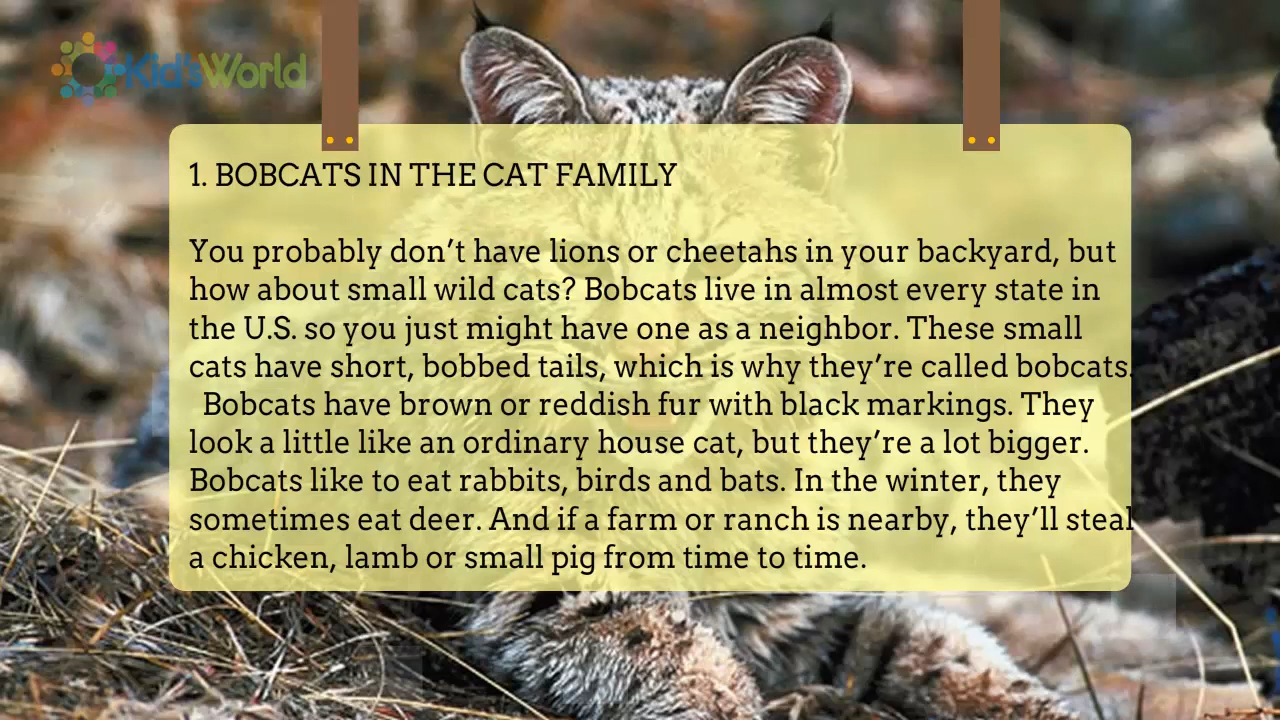 Kid'sWorld
1. BOBCATS IN THE CAT FAMILY
You probably don’t have lions or cheetahs in your backyard, but
how about small wild cats? Bobcats live in almost every state in
the U.S. so you just might have one as a neighbor. These small
cats have short, bobbed tails, which is why they’re called bobcats.
Bobcats have brown or reddish fur with black markings. They
look a little like an ordinary house cat, but they’re a lot bigger.
Bobcats like to eat rabbits, birds and bats. In the winter, they
sometimes eat deer. And if a farm or ranch is nearby, they’ll steal
a chicken, lamb or small pig from time to time.